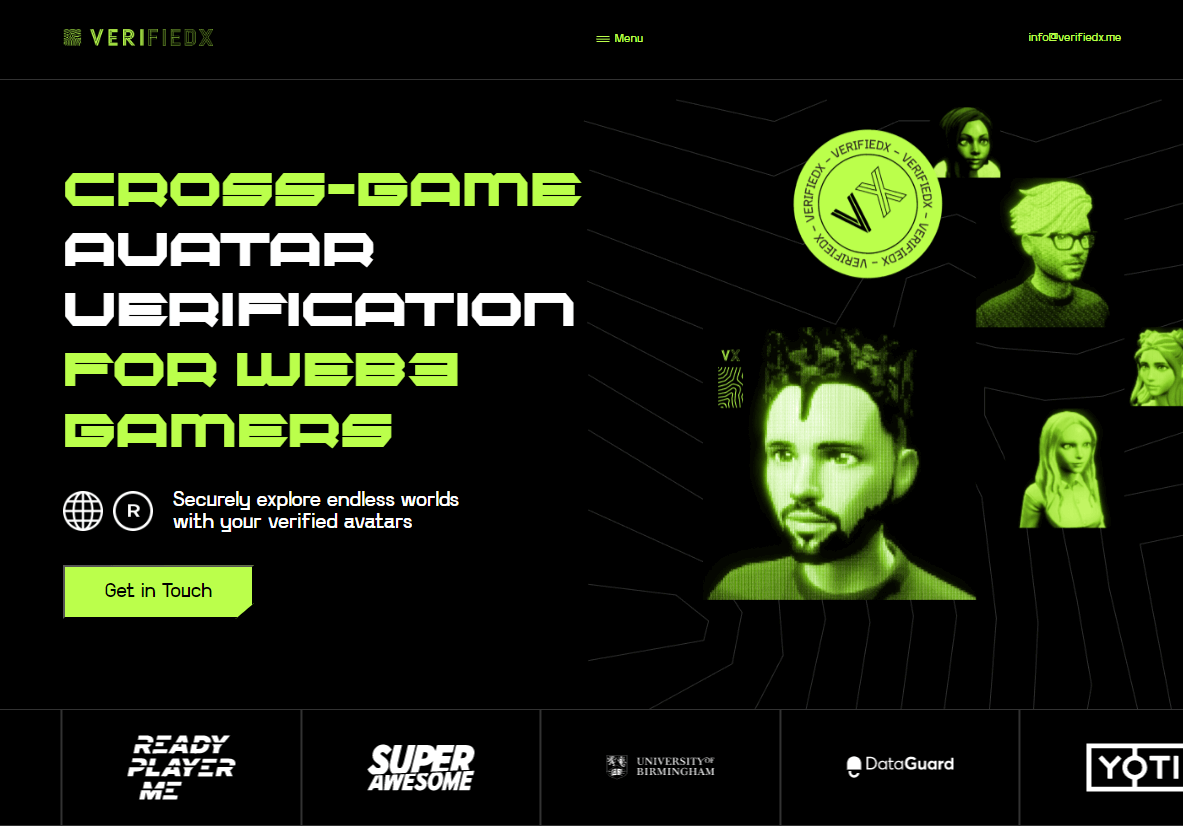 VERIFIEDX
Menu
info@verifiedx.me
CROSS-GAME
AVATAR
VERIFICATION
FOR WEB3
GAMERS
VERIFIEDX – VERIFIEDX – VERIFIEDX – VERIFIEDX – VERIFIEDX –
VX
VX
R
Securely explore endless worlds
with your verified avatars
Get in Touch
READY
PLAYER
ME
SUPER
AWESOME
UNIVERSITY OF
BIRMINGHAM
DataGuard
YOTI